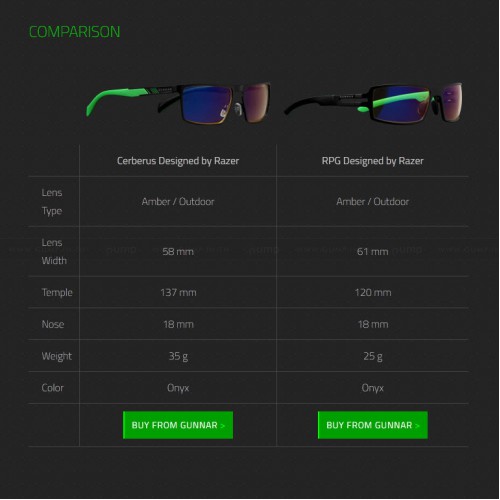 COMPARISON
Cerberus Designed by Razer RPG Designed by Razer
Lens
Type
Amber / Outdoor Amber / Outdoor
Lens
Width
58 mm 61 mm
Temple 137 mm 120 mm
Nose 18 mm 18 mm
Weight 35 g 25 g
Color Onyx Onyx
BUY FROM GUNNAR > BUY FROM GUNNAR >